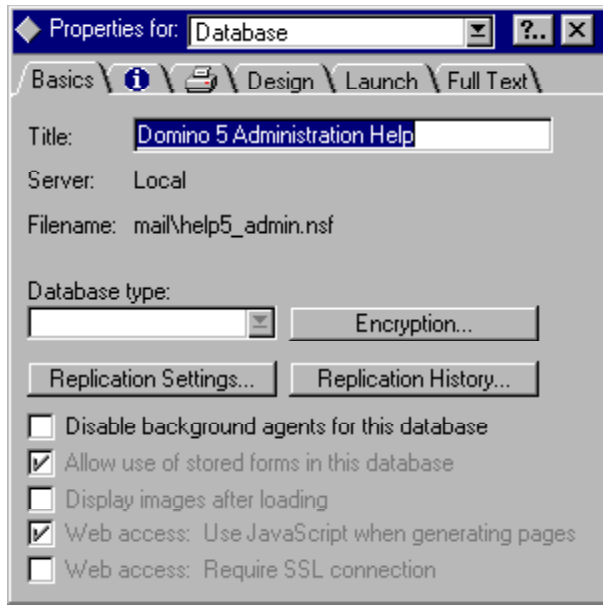 Properties for: Database ?..
Basics i Design Launch Full Text
Title: Domino 5 Administration Help
Server: Local
Filename: mail\help5_admin.nsf
Database type:
Encryption...
Replication Settings... Replication History...
Disable background agents for this database
Allow use of stored forms in this database
Display images after loading
Web access: Use JavaScript when generating pages
Web access: Require SSL connection